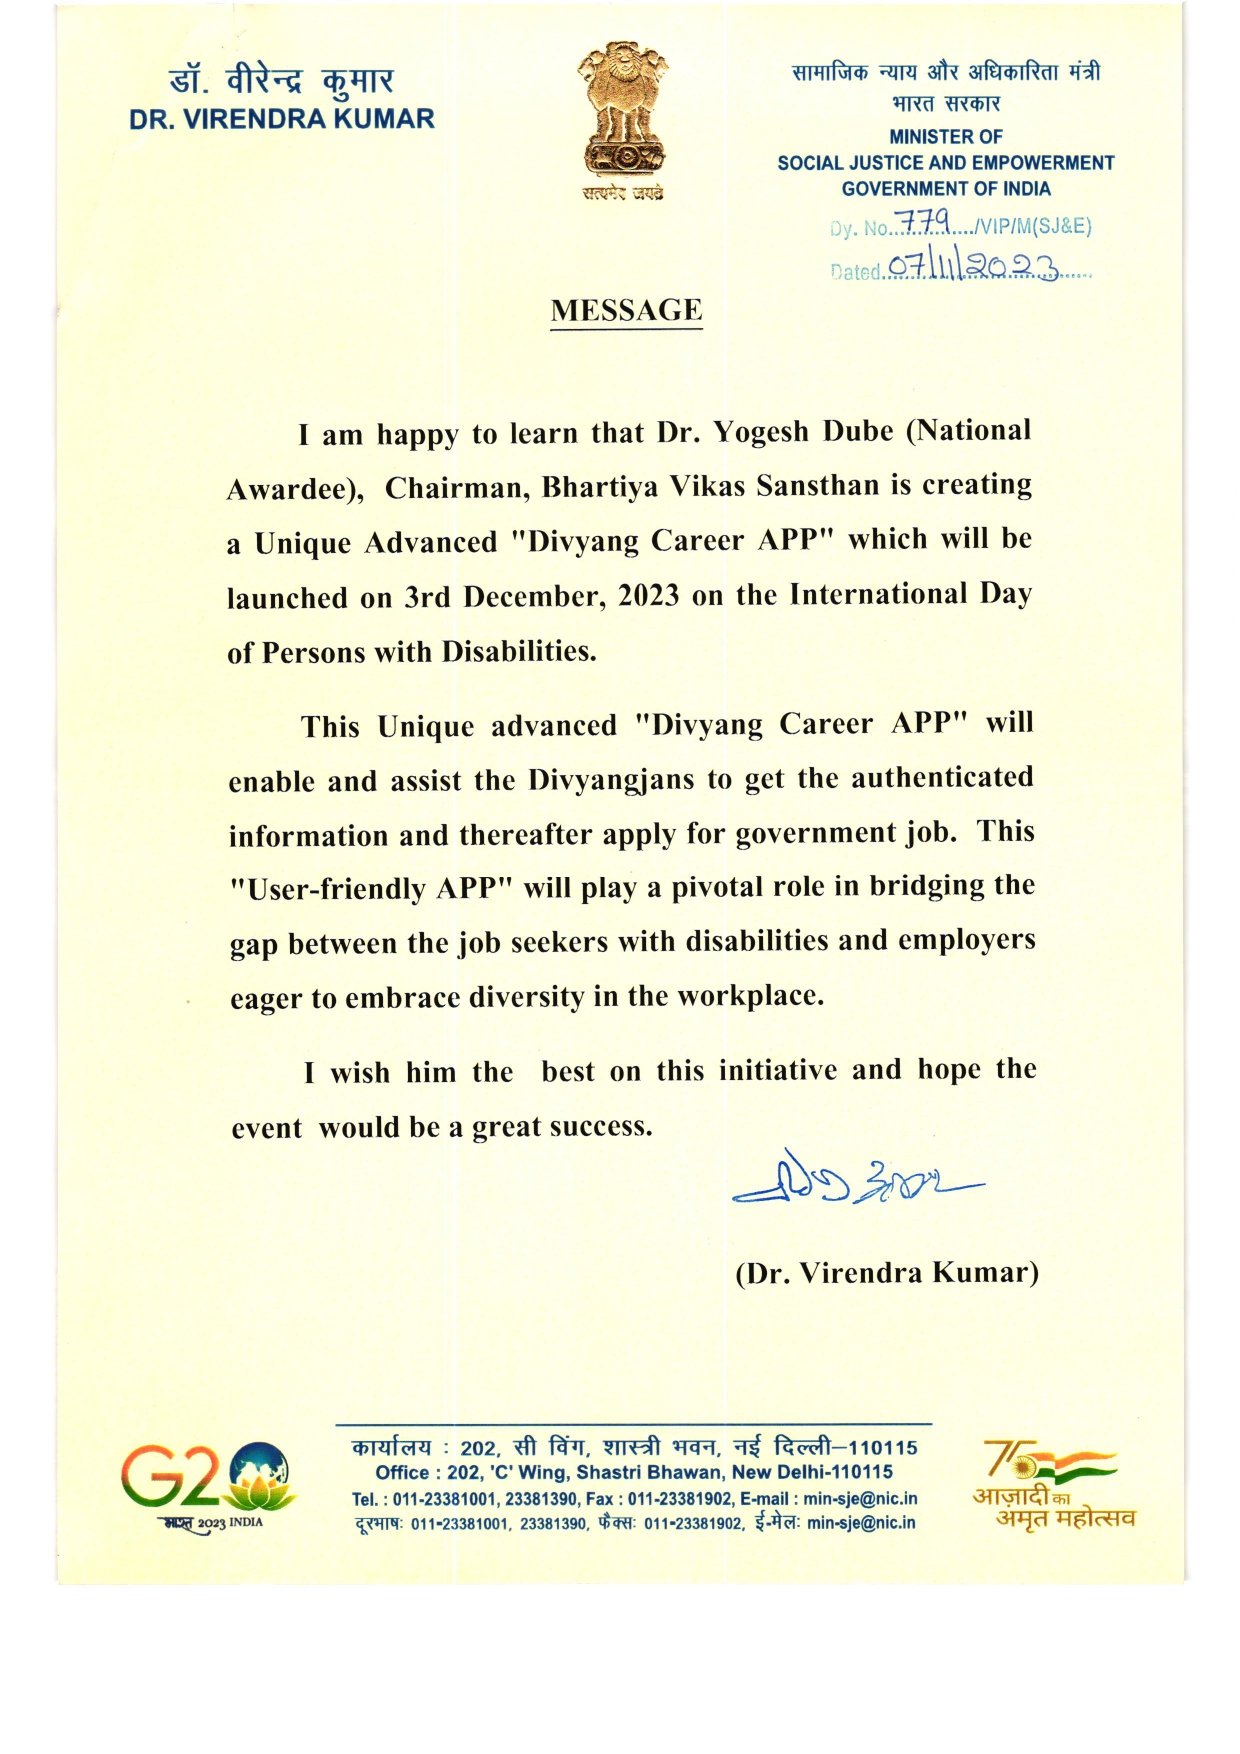 डॉ. वीरेन्द्र कुमार
DR. VIRENDRA KUMAR
सत्यमेव जयते
सामाजिक न्याय और अधिकारिता मंत्री
भारत सरकार
MINISTER OF
SOCIAL JUSTICE AND EMPOWERMENT
GOVERNMENT OF INDIA
Dy. No. 779 /VIP/M(SJ&E)
Dated 07/11/2023
MESSAGE
I am happy to learn that Dr. Yogesh Dube (National
Awardee), Chairman, Bhartiya Vikas Sansthan is creating
a Unique Advanced "Divyang Career APP" which will be
launched on 3rd December, 2023 on the International Day
of Persons with Disabilities.
This Unique advanced "Divyang Career APP" will
enable and assist the Divyangjans to get the authenticated
information and thereafter apply for government job. This
"User-friendly APP" will play a pivotal role in bridging the
gap between the job seekers with disabilities and employers
eager to embrace diversity in the workplace.
I wish him the best on this initiative and hope the
event would be a great success.
(Dr. Virendra Kumar)
G20
भारत 2023 INDIA
कार्यालय : 202, सी विंग, शास्त्री भवन, नई दिल्ली–110115
Office : 202, 'C' Wing, Shastri Bhawan, New Delhi-110115
Tel. : 011-23381001, 23381390, Fax : 011-23381902, E-mail : min-sje@nic.in
दूरभाषः 011-23381001, 23381390, फैक्सः 011-23381902, ई-मेलः min-sje@nic.in
75
आज़ादी का
अमृत महोत्सव